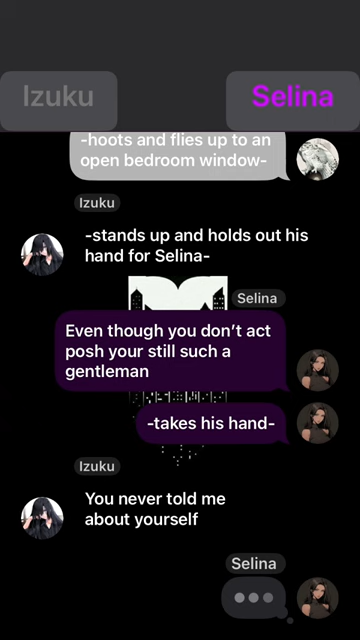 Izuku
Selina
-hoots and flies up to an
open bedroom window-
Izuku
-stands up and holds out his
hand for Selina-
Selina
Even though you don't act
posh your still such a
gentleman
-takes his hand-
Izuku
You never told me
about yourself
Selina